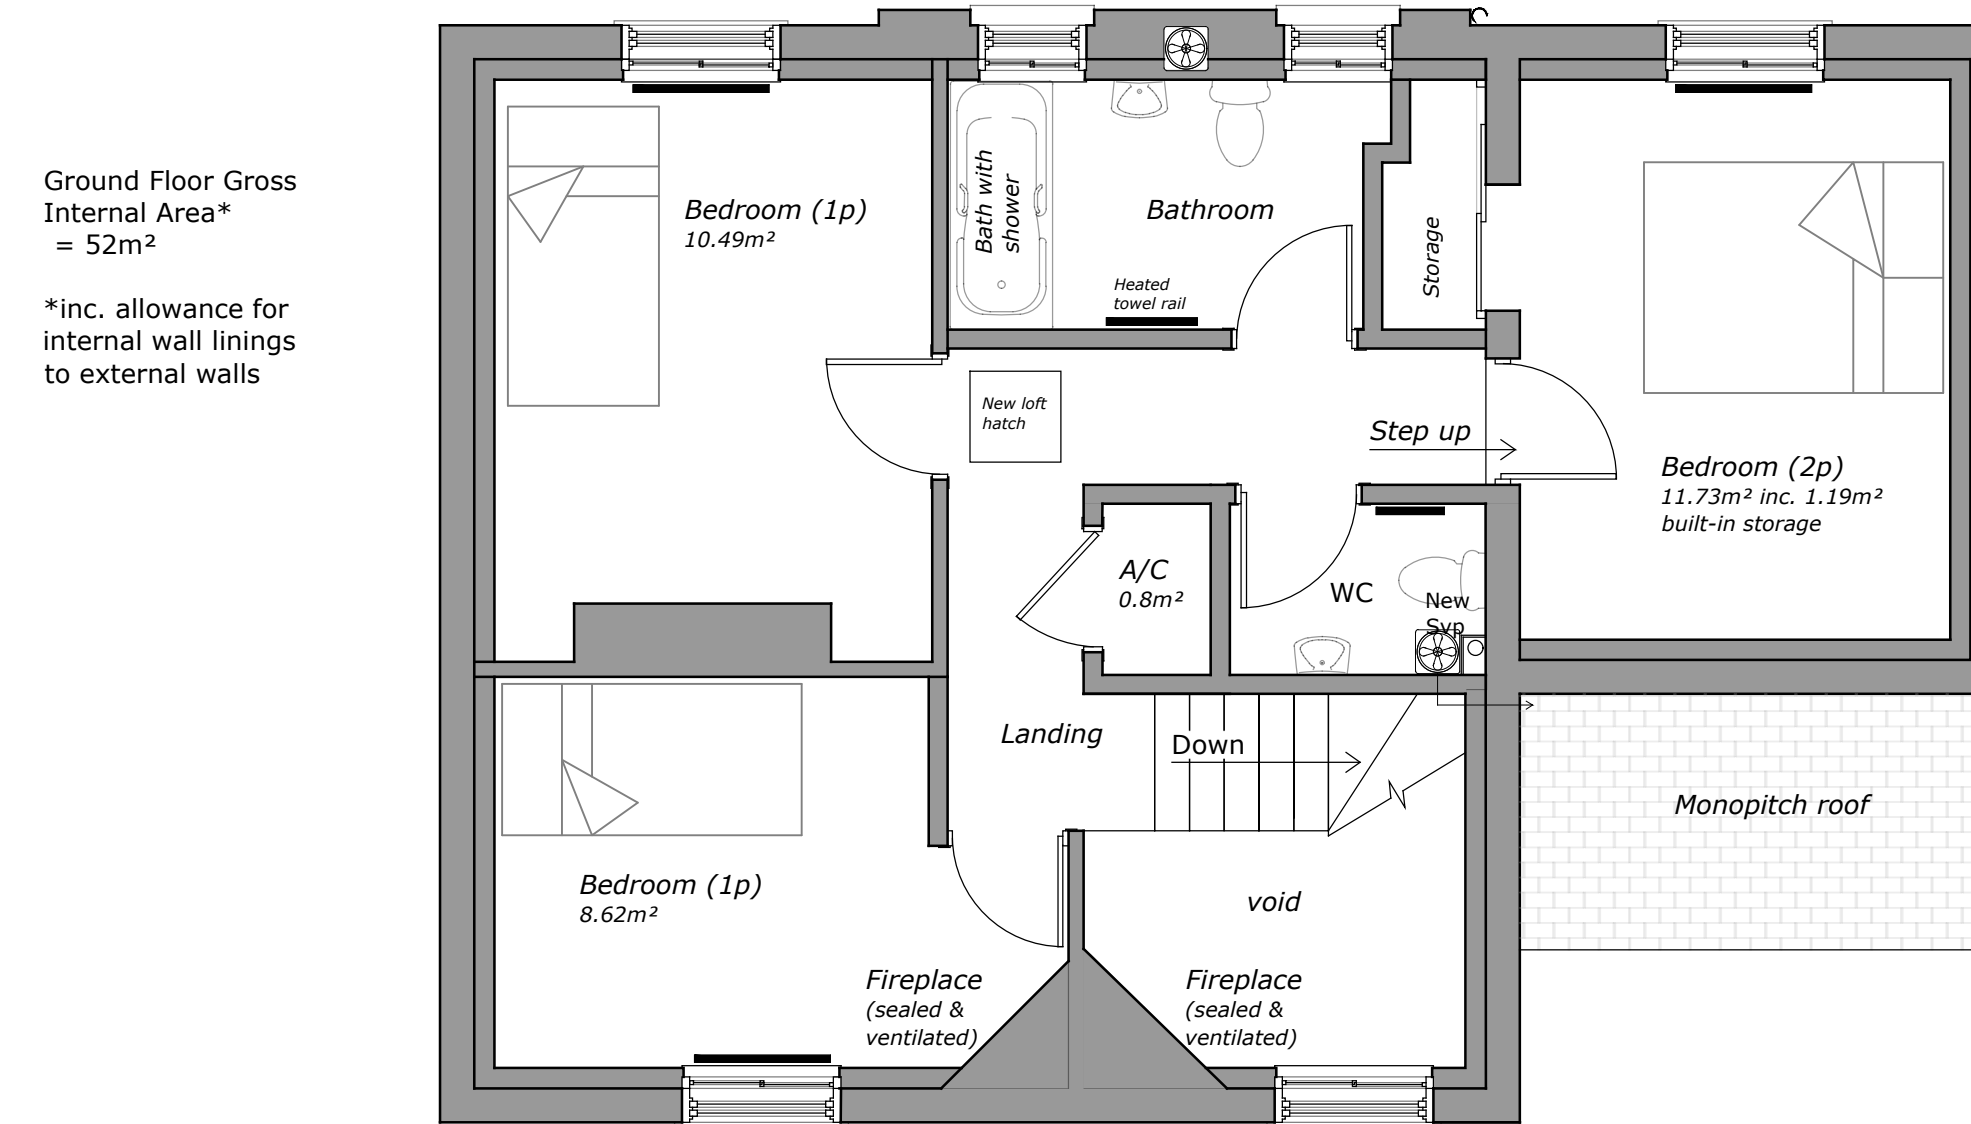 Ground Floor Gross
Internal Area*
= 52m²
*inc. allowance for
internal wall linings
to external walls
Bedroom (1p)
10.49m²
Bath with
shower
Bathroom
Heated
towel rail
Storage
New loft
hatch
Step up
Bedroom (2p)
11.73m² inc. 1.19m²
built-in storage
A/C
0.8m²
WC
New
Svp
Landing
Down
Monopitch roof
Bedroom (1p)
8.62m²
void
Fireplace
(sealed &
ventilated)
Fireplace
(sealed &
ventilated)